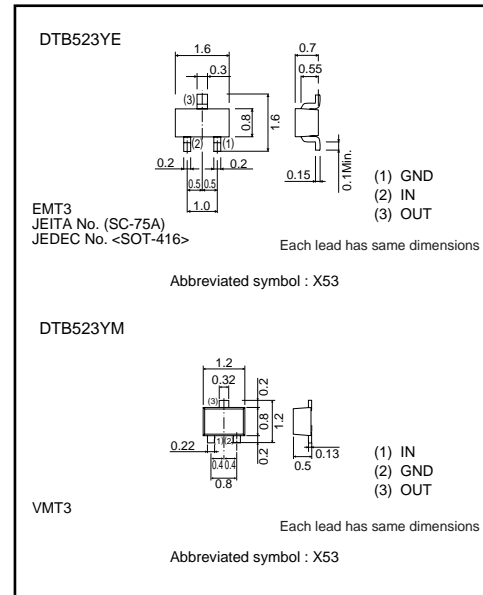 DTB523YE
1.6
0.3
(3)
0.8
1.6
(2)
(1)
0.2
0.2
0.5 0.5
1.0
0.7
0.55
0.15
0.1Min.
(1) GND
(2) IN
(3) OUT
EMT3
JEITA No. (SC-75A)
JEDEC No. <SOT-416>
Each lead has same dimensions
Abbreviated symbol : X53
DTB523YM
1.2
0.32
(3)
0.2
0.8
1.2
0.2
(1) (2)
0.22
0.4 0.4
0.8
0.13
0.5
(1) IN
(2) GND
(3) OUT
VMT3
Each lead has same dimensions
Abbreviated symbol : X53